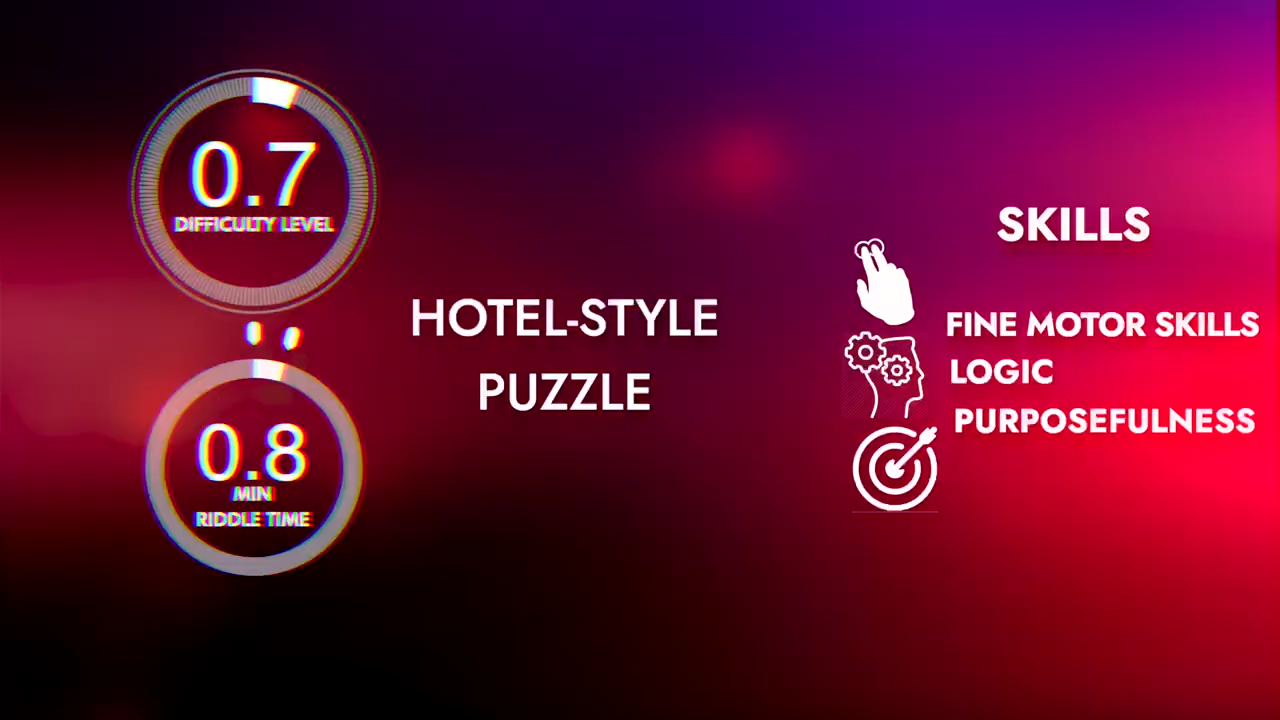 0.7
DIFFICULTY LEVEL
0.8
MIN
RIDDLE TIME
HOTEL-STYLE
PUZZLE
SKILLS
FINE MOTOR SKILLS
LOGIC
PURPOSEFULNESS